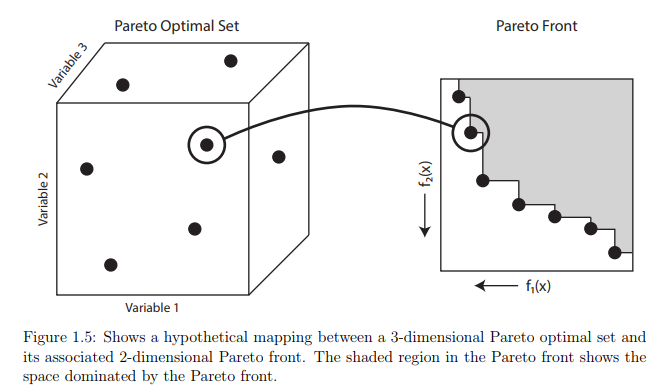 Pareto Optimal Set
Pareto Front
Variable 3
Variable 2
Variable 1
f₂(x)
f₁(x)
Figure 1.5: Shows a hypothetical mapping between a 3-dimensional Pareto optimal set and
its associated 2-dimensional Pareto front. The shaded region in the Pareto front shows the
space dominated by the Pareto front.